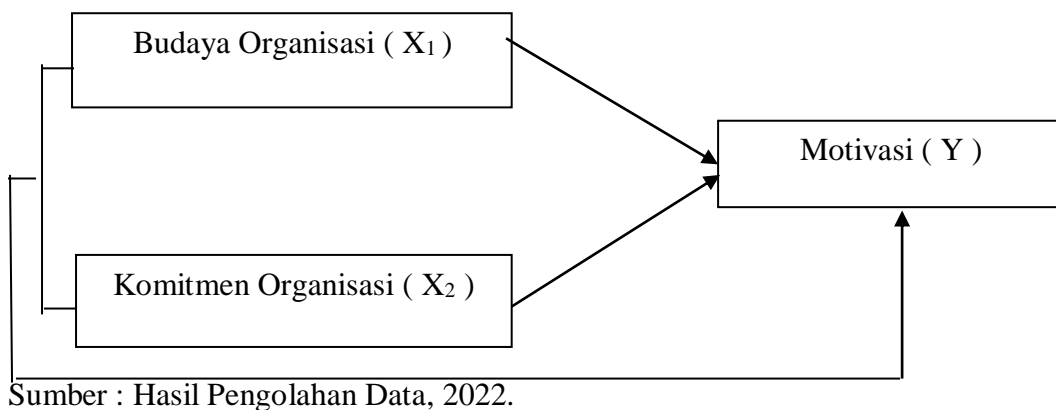 Budaya Organisasi ( X₁ )
Motivasi ( Y )
Komitmen Organisasi ( X₂ )
Sumber : Hasil Pengolahan Data, 2022.